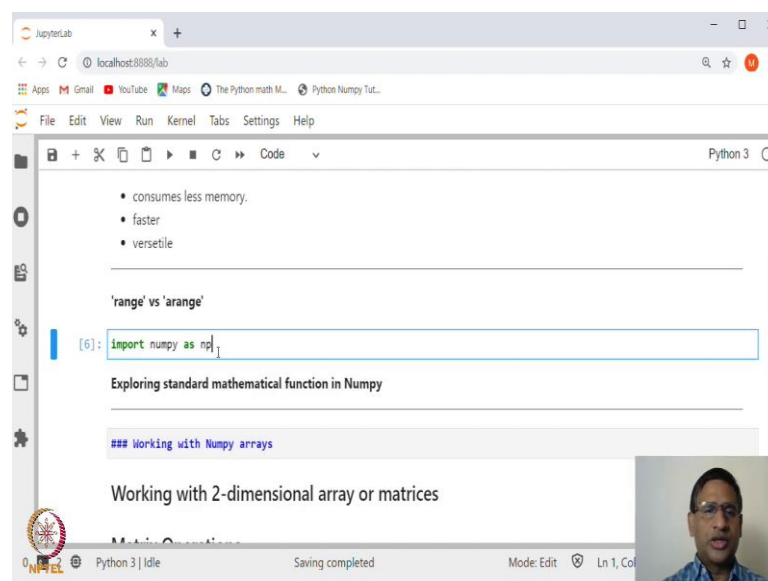 JupyterLab
localhost:8888/lab
M
Apps Gmail YouTube Maps The Python math M... Python Numpy Tut...
File Edit View Run Kernel Tabs Settings Help
Code Python 3
• consumes less memory.
• faster
• versetile
'range' vs 'arange'
[6]: import numpy as np
Exploring standard mathematical function in Numpy
### Working with Numpy arrays
Working with 2-dimensional array or matrices
0 2 Python 3 | Idle Saving completed Mode: Edit Ln 1,
NPTEL